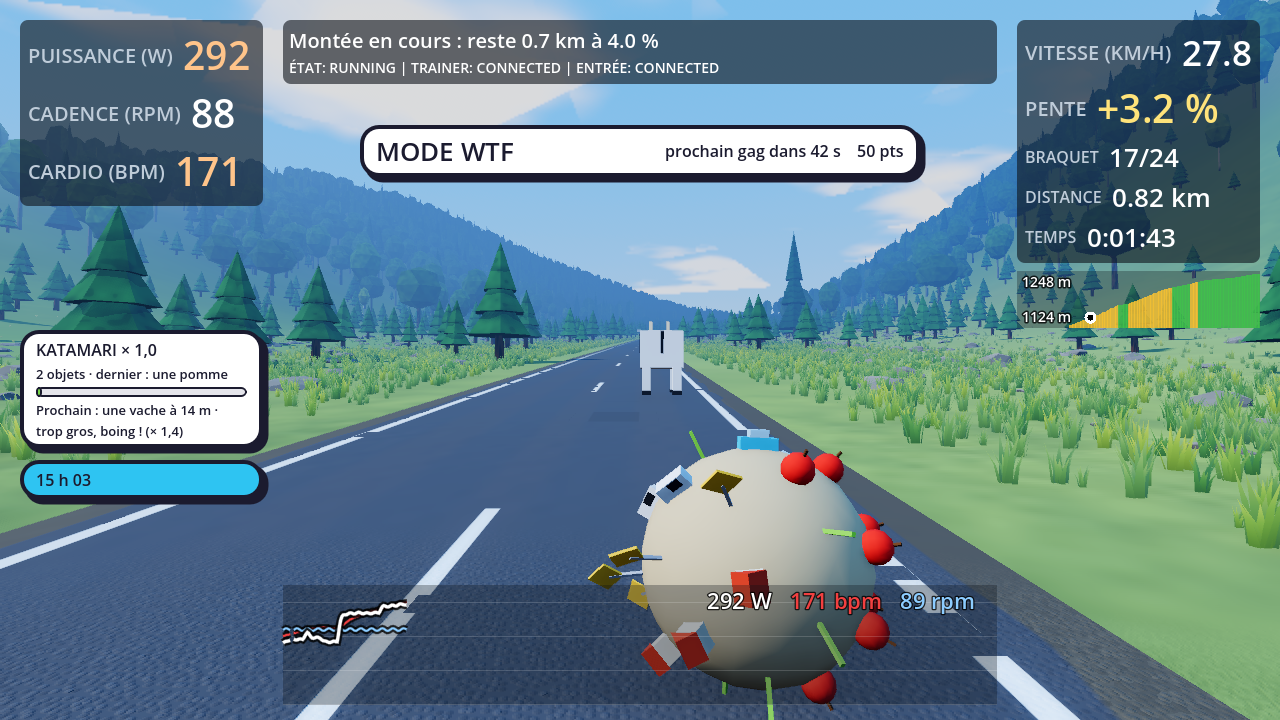 PUISSANCE (W) 292
CADENCE (RPM) 88
CARDIO (BPM) 171
Montée en cours : reste 0.7 km à 4.0 %
ÉTAT: RUNNING | TRAINER: CONNECTED | ENTRÉE: CONNECTED
MODE WTF prochain gag dans 42 s 50 pts
VITESSE (KM/H) 27.8
PENTE +3.2 %
BRAQUET 17/24
DISTANCE 0.82 km
TEMPS 0:01:43
1248 m
1124 m
KATAMARI × 1,0
2 objets · dernier : une pomme
Prochain : une vache à 14 m ·
trop gros, boing ! (× 1,4)
15 h 03
292 W 171 bpm 89 rpm